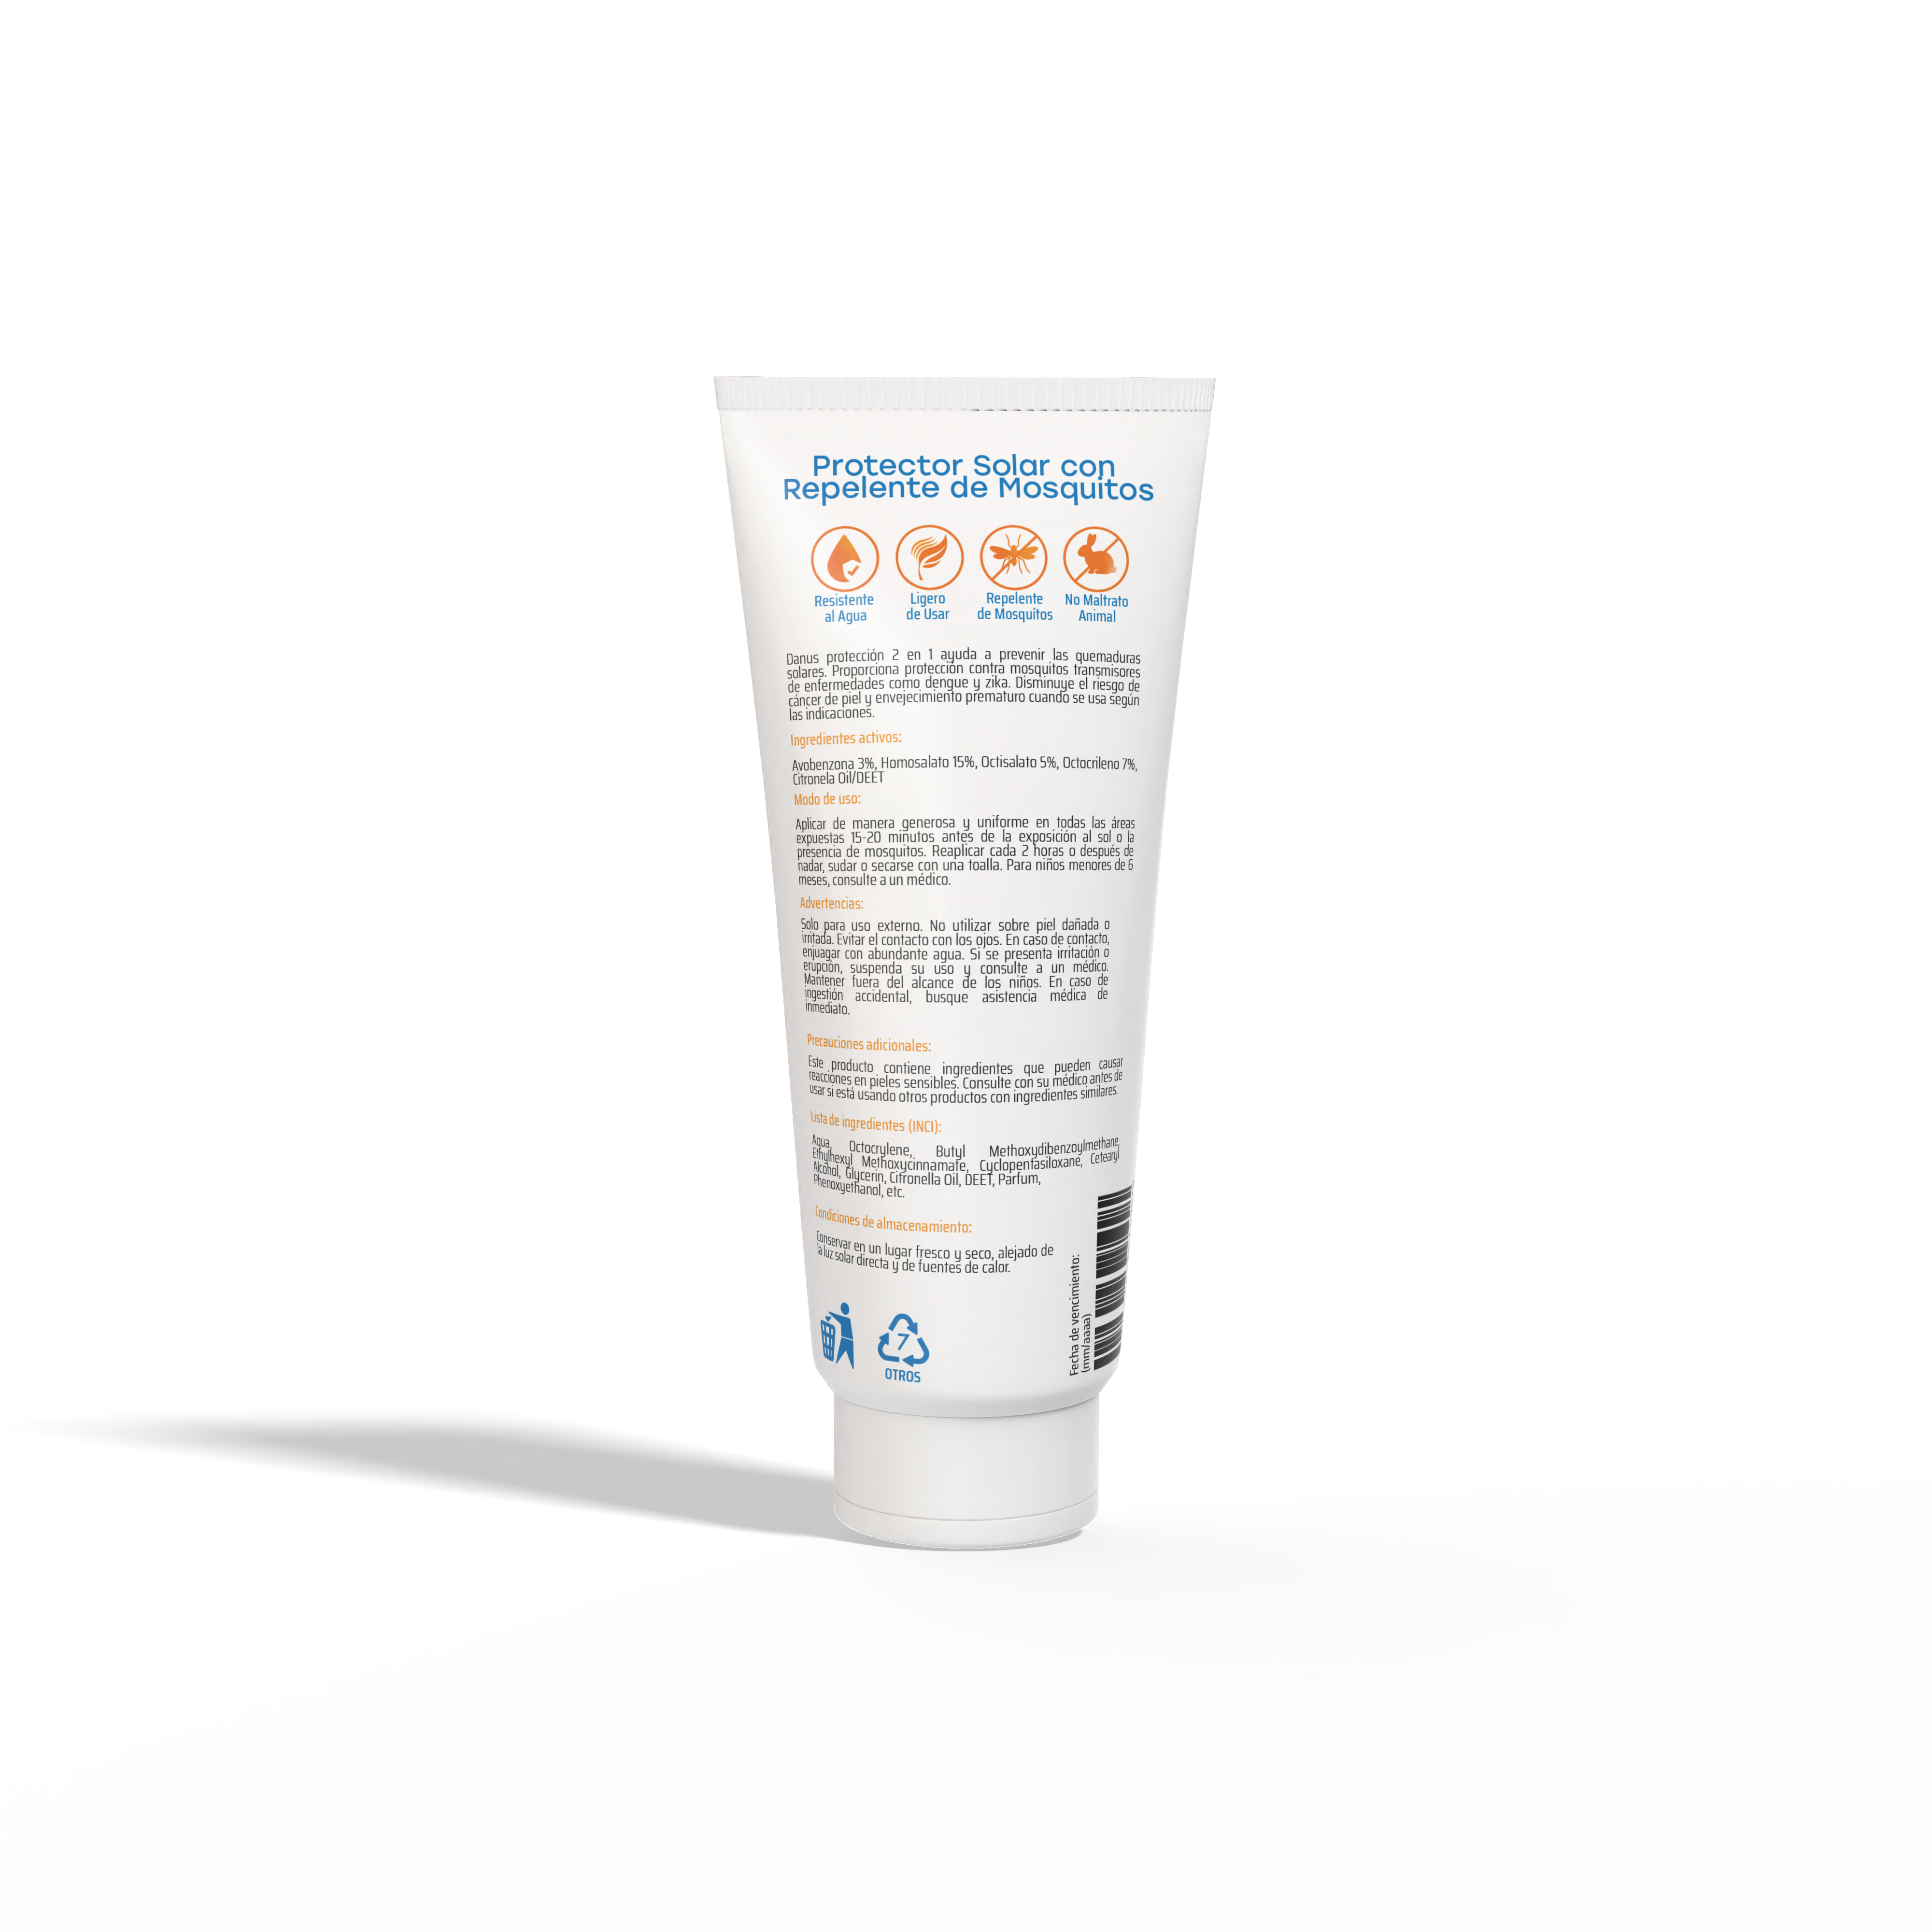 Protector Solar con
Repelente de Mosquitos
Resistente
al Agua
Ligero
de Usar
Repelente
de Mosquítos
No Maltrato
Animal
Danus protección 2 en 1 ayuda a prevenir las quemaduras
solares. Proporciona protección contra mosquitos transmisores
de enfermedades como dengue y zika. Disminuye el riesgo de
cáncer de piel y envejecimiento prematuro cuando se usa según
las indicaciones.
Ingredientes activos:
Avobenzona 3%, Homosalato 15%, Octisalato 5%, Octocrileno 7%,
Citronela Oil/DEET
Modo de uso:
Aplicar de manera generosa y uniforme en todas las áreas
expuestas 15-20 minutos antes de la exposición al sol o la
presencia de mosquitos. Reaplicar cada 2 horas o después de
nadar, sudar o secarse con una toalla. Para niños menores de 6
meses, consulte a un médico.
Advertencias:
Solo para uso externo. No utilizar sobre piel dañada o
irritada. Evitar el contacto con los ojos. En caso de contacto,
enjuagar con abundante agua. Si se presenta irritación o
erupción, suspenda su uso y consulte a un médico.
Mantener fuera del alcance de los niños. En caso de
ingestión accidental, busque asistencia médica de
inmediato.
Precauciones adicionales:
Este producto contiene ingredientes que pueden causar
reacciones en pieles sensibles. Consulte con su médico antes de
usar si está usando otros productos con ingredientes similares.
Lista de ingredientes (INCI):
Aqua, Octocrylene, Butyl Methoxydibenzoylmethane,
Ethylhexyl Methoxycinnamate, Cyclopentasiloxane, Cetearyl
Alcohol, Glycerin, Citronella Oil, DEET, Parfum,
Phenoxyethanol, etc.
Condiciones de almacenamiento:
Conservar en un lugar fresco y seco, alejado de
la luz solar directa y de fuentes de calor.
Fecha de vencimiento:
(mm/aaaa)
7
OTROS